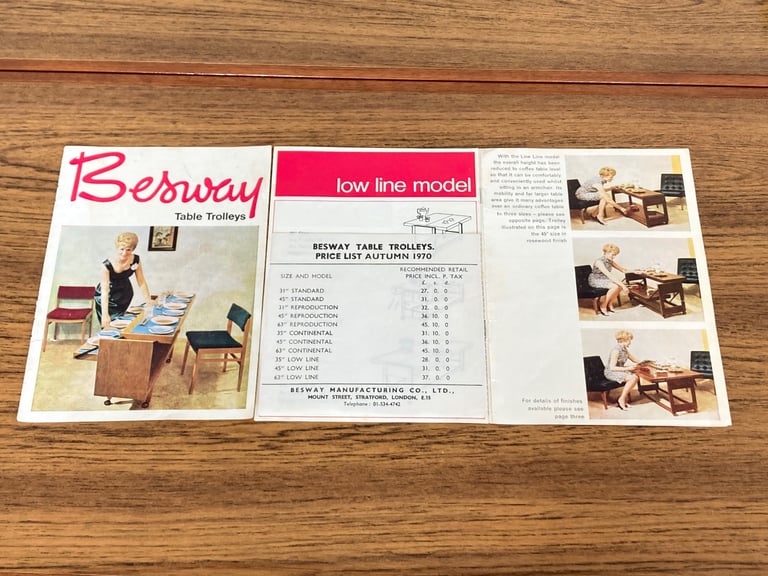 Besway
Table Trolleys
low line model
BESWAY TABLE TROLLEYS.
PRICE LIST AUTUMN 1970
RECOMMENDED RETAIL
SIZE AND MODEL PRICE INCL. P. TAX
£. s. d.
31" STANDARD 27. 0. 0
45" STANDARD 31. 0. 0
31" REPRODUCTION 32. 0. 0
45" REPRODUCTION 36. 10. 0
63" REPRODUCTION 45. 10. 0
35" CONTINENTAL 31. 10. 0
45" CONTINENTAL 36. 10. 0
63" CONTINENTAL 45. 10. 0
35" LOW LINE 28. 0. 0
45" LOW LINE 31. 0. 0
63" LOW LINE 37. 0. 0
BESWAY MANUFACTURING CO., LTD.,
MOUNT STREET, STRATFORD, LONDON, E.15
Telephone: 01-534-4742
With the Low Line model
the overall height has been
reduced to coffee table level
so that it can be comfortably
and conveniently used whilst
sitting in an armchair. Its
mobility and far larger table
area give it many advantages
over an ordinary coffee table
to three sizes – please see
opposite page. Trolley
illustrated on this page is
the 45" size in
rosewood finish
For details of finishes
available please see
page three